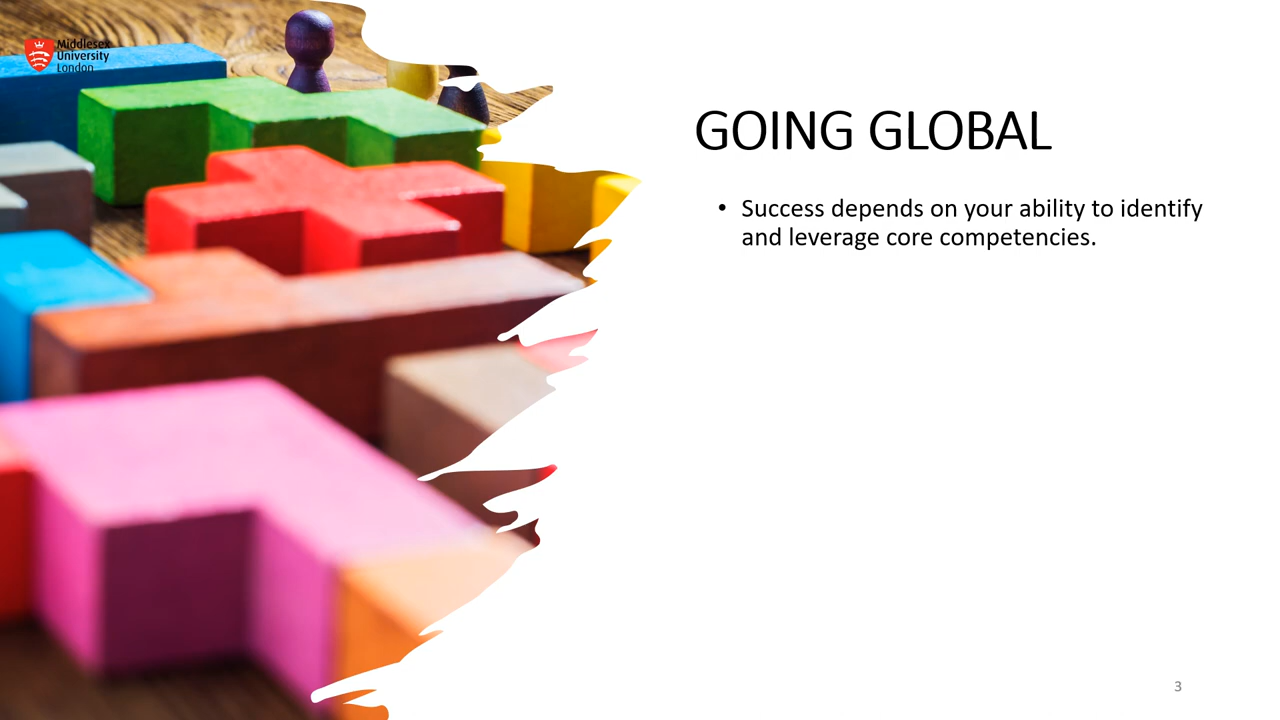 Middlesex
University
London
GOING GLOBAL
• Success depends on your ability to identify
and leverage core competencies.
3